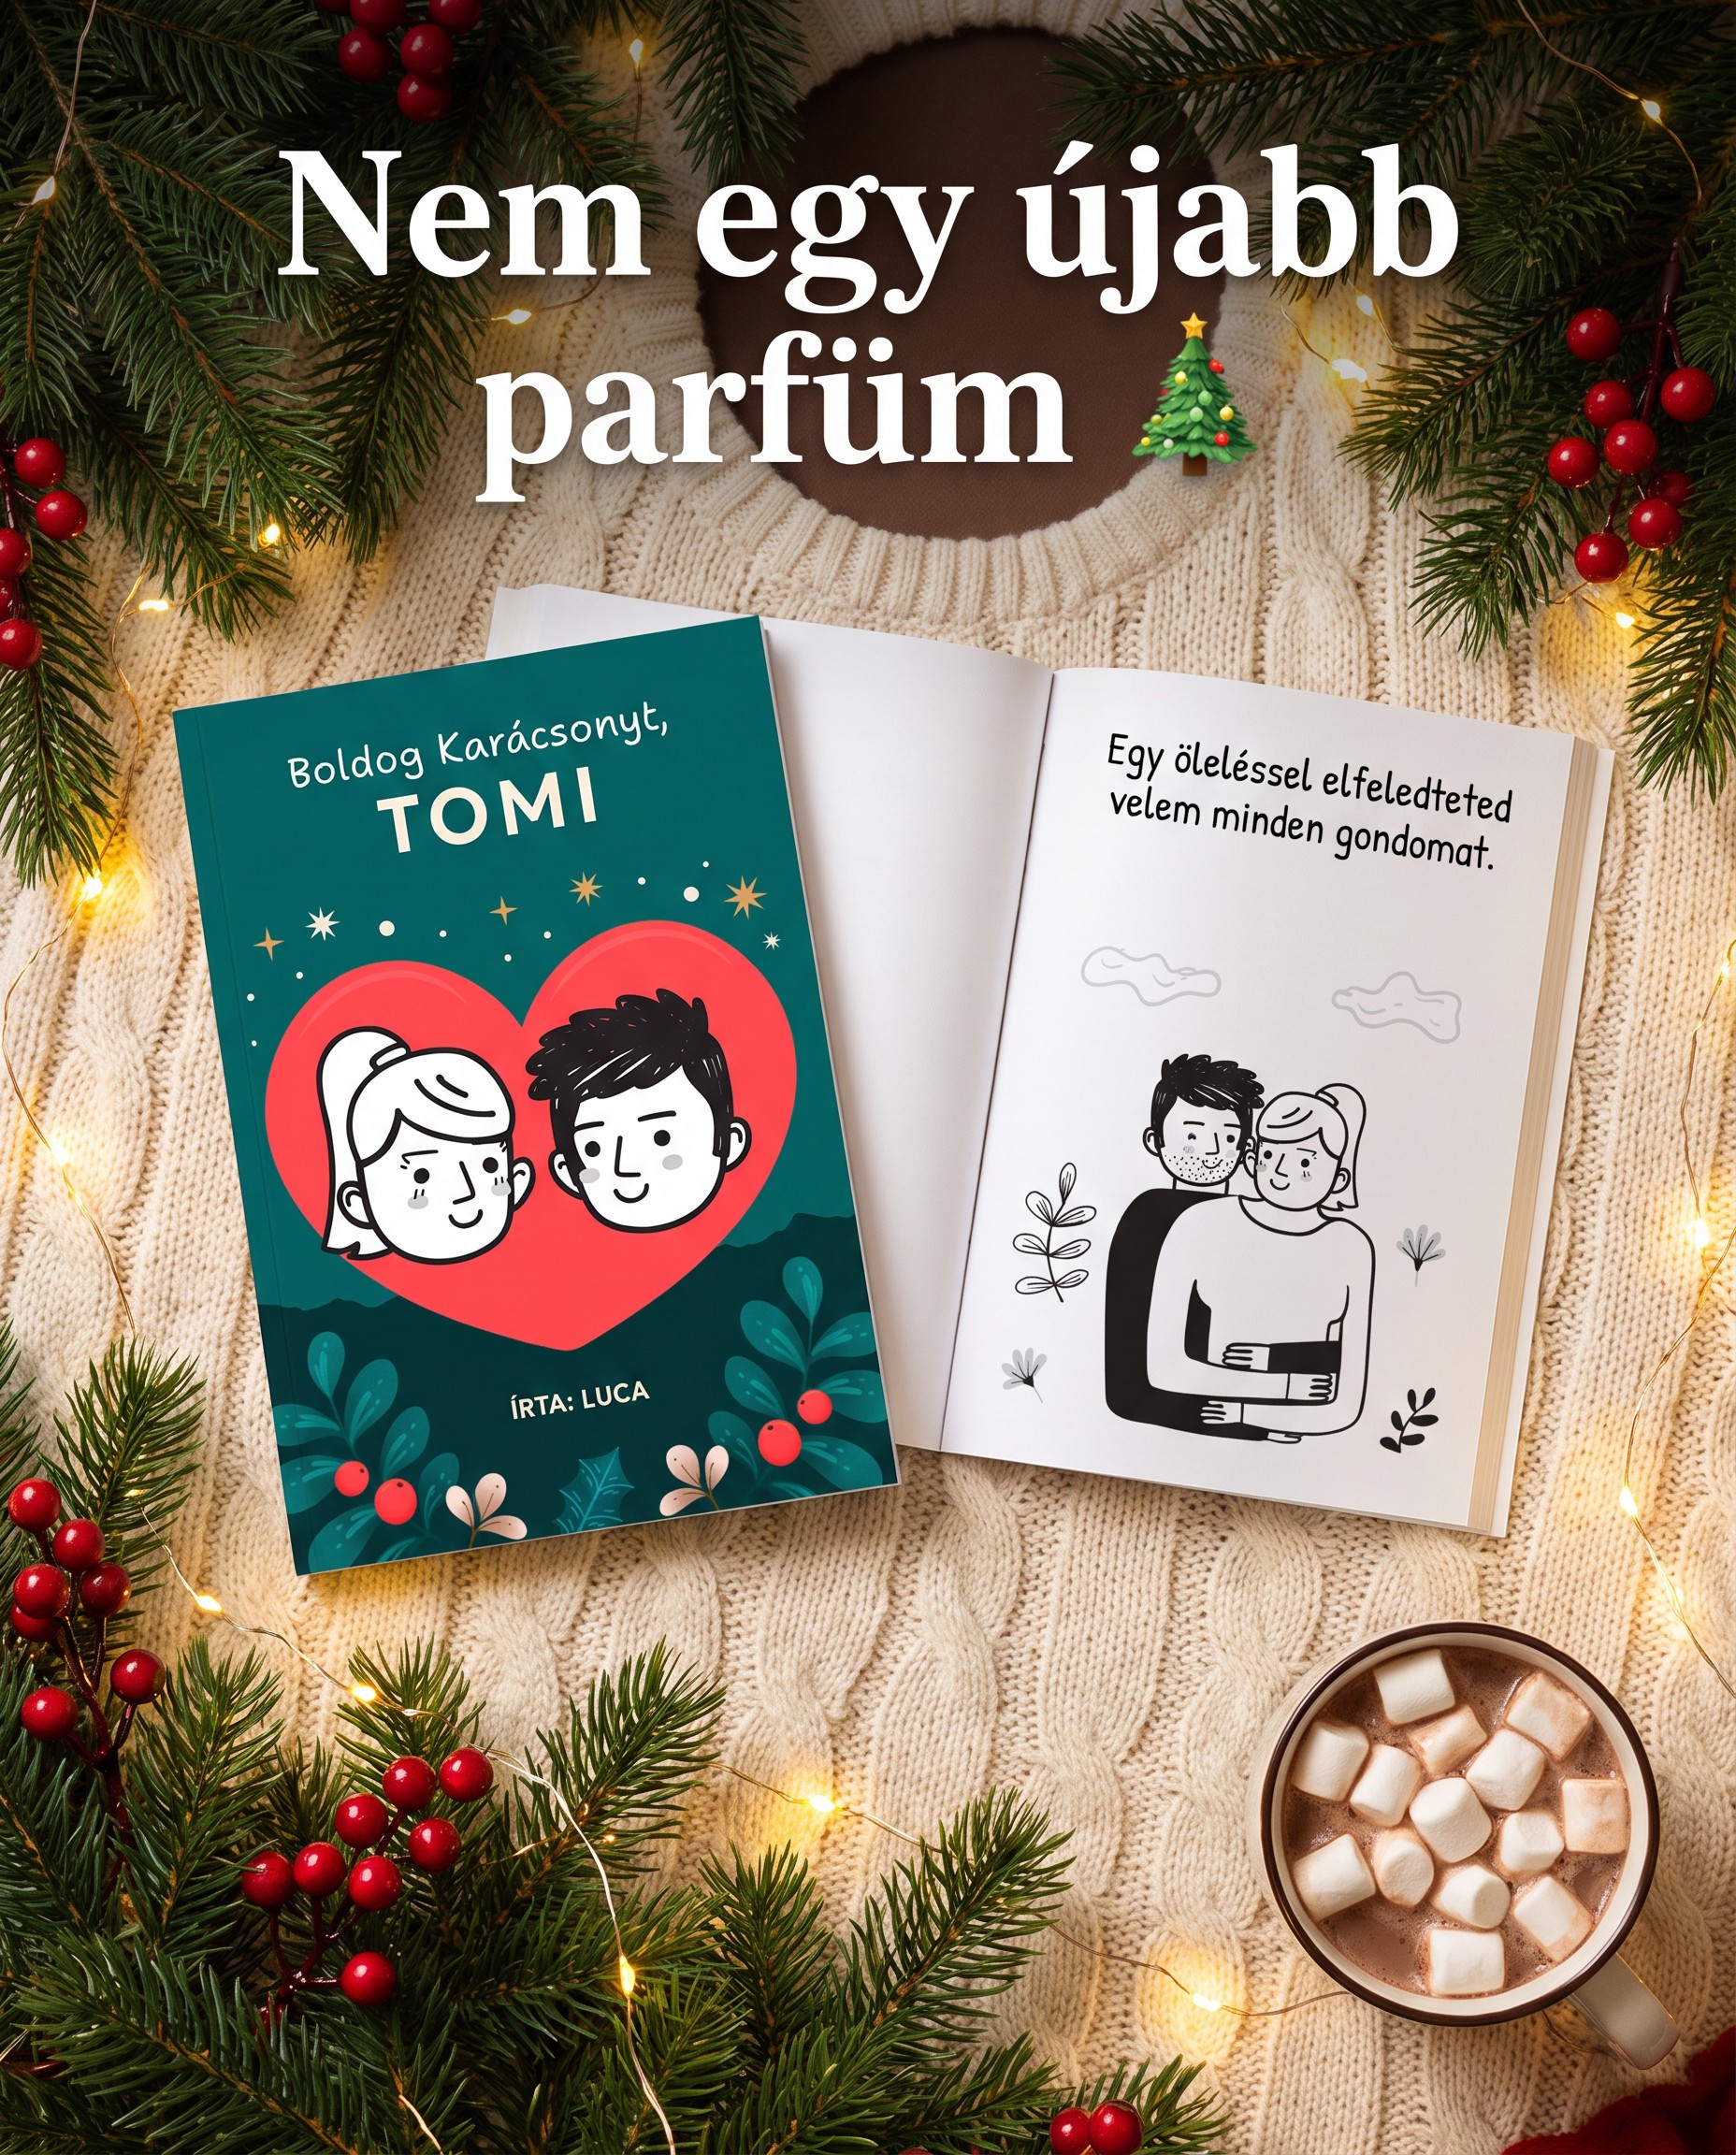 Nem egy újabb
parfüm 🎄
Boldog Karácsonyt,
TOMI
ÍRTA: LUCA
Egy öleléssel elfeledteted
velem minden gondomat.